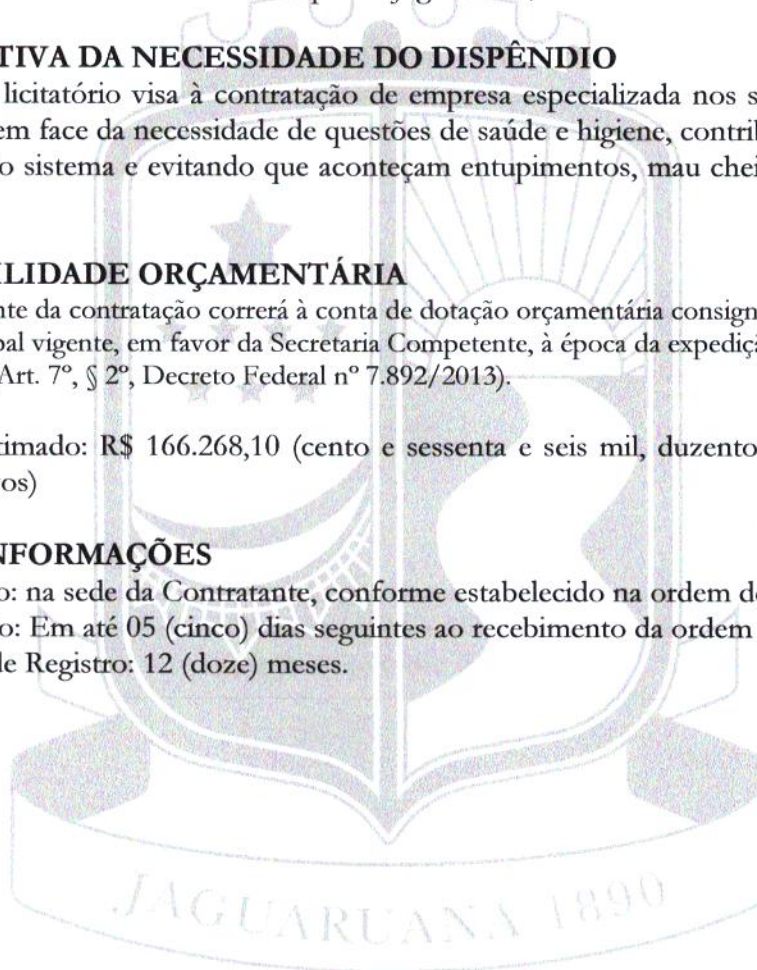 TIVA DA NECESSIDADE DO DISPÊNDIO
licitatório visa à contratação de empresa especializada nos s
em face da necessidade de questões de saúde e higiene, contril
o sistema e evitando que aconteçam entupimentos, mau chei
ILIDADE ORÇAMENTÁRIA
nte da contratação correrá à conta de dotação orçamentária consign
pal vigente, em favor da Secretaria Competente, à época da expediçã
Art. 7º, § 2º, Decreto Federal nº 7.892/2013).
timado: R$ 166.268,10 (cento e sessenta e seis mil, duzento
os)
NFORMAÇÕES
o: na sede da Contratante, conforme estabelecido na ordem d
o: Em até 05 (cinco) dias seguintes ao recebimento da ordem
de Registro: 12 (doze) meses.
JAGUARUANA 1890